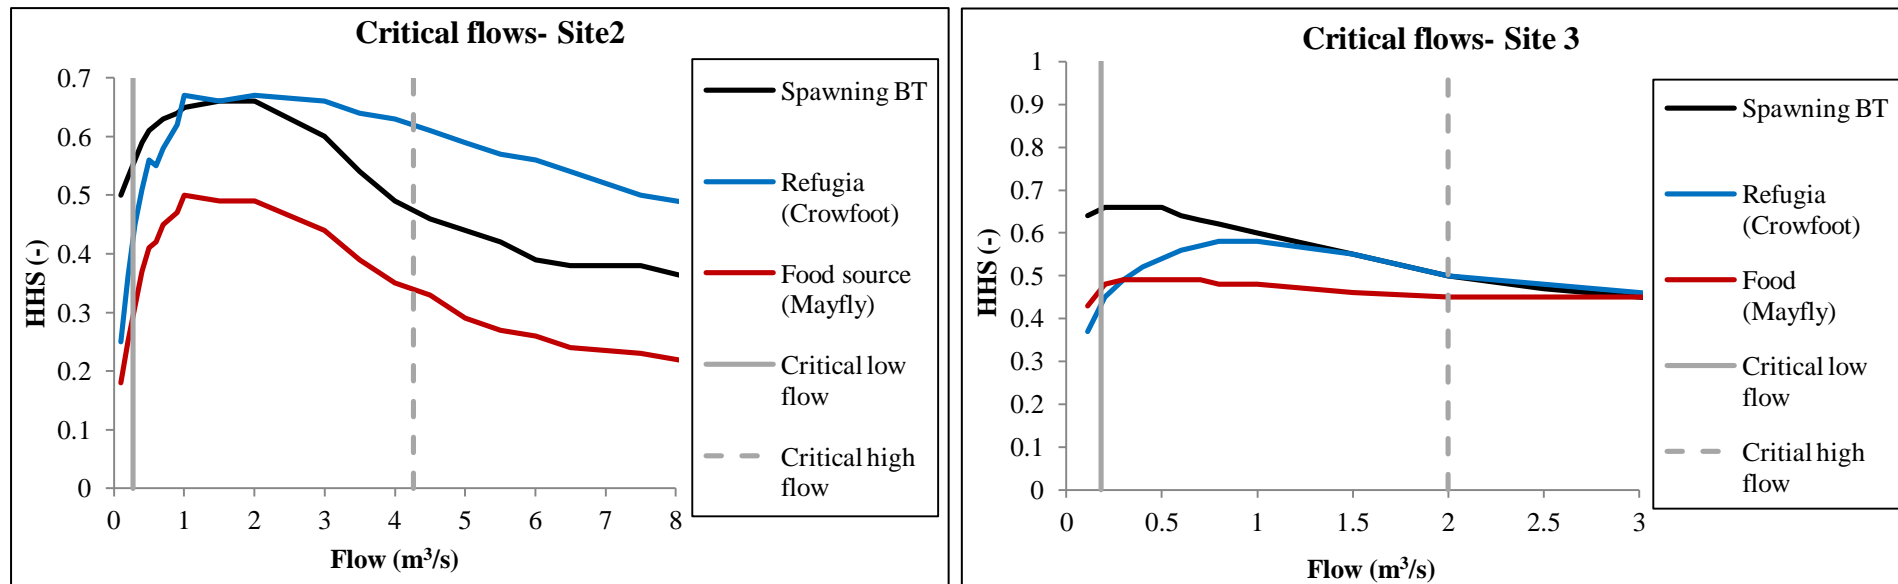 Critical flows- Site2
0.7
0.6
0.5
0.4
0.3
0.2
0.1
0
HHS (-)
0 1 2 3 4 5 6 7 8
Flow (m³/s)
Spawning BT
Refugia
(Crowfoot)
Food source
(Mayfly)
Critical low
flow
Critical high
flow
Critical flows- Site 3
1
0.9
0.8
0.7
0.6
0.5
0.4
0.3
0.2
0.1
0
HHS (-)
0 0.5 1 1.5 2 2.5 3
Flow (m³/s)
Spawning BT
Refugia
(Crowfoot)
Food
(Mayfly)
Critical low
flow
Critial high
flow